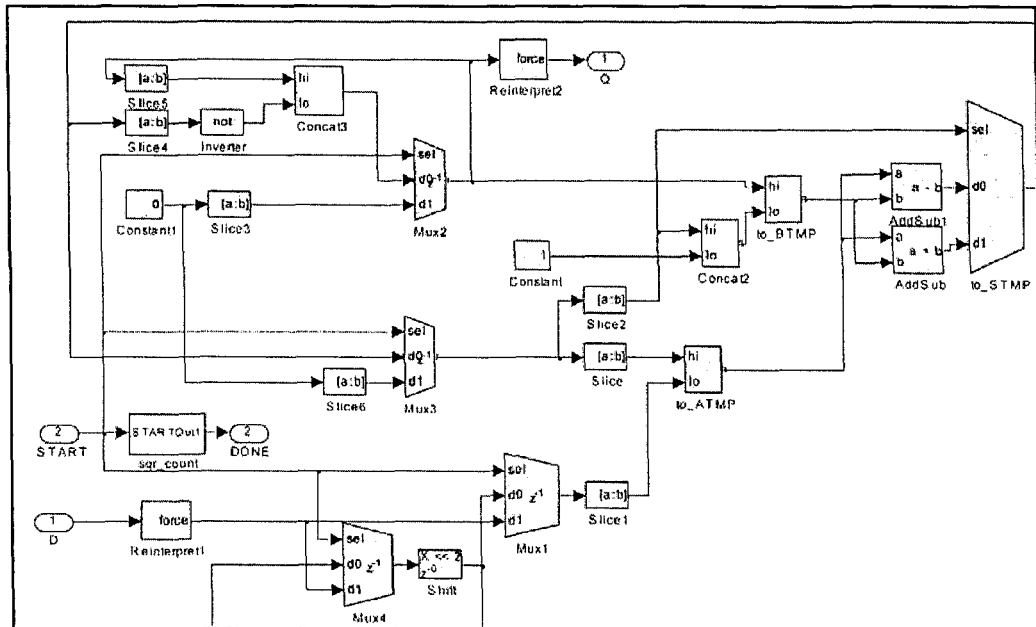 force
1
Reinterpret2
Q
[a:b]
Slice5
hi
lo
Concat3
[a:b]
Slice4
not
Inverter
sel
d0 z-1
d1
Mux2
0
Constant1
[a:b]
Slice3
hi
lo
to_BTMP
hi
lo
Concat2
1
Constant
a
b
a - b
AddSub1
a
b
a + b
AddSub
sel
d0
d1
to_STMP
[a:b]
Slice2
sel
d0 z-1
d1
Mux3
[a:b]
Slice
hi
lo
to_ATMP
[a:b]
Slice6
2
START
STARTOut1
sqr_count
2
DONE
sel
d0 z-1
d1
Mux1
[a:b]
Slice1
1
D
force
Reinterpret1
sel
d0 z-1
d1
Mux4
X << 2
z-0
Shift